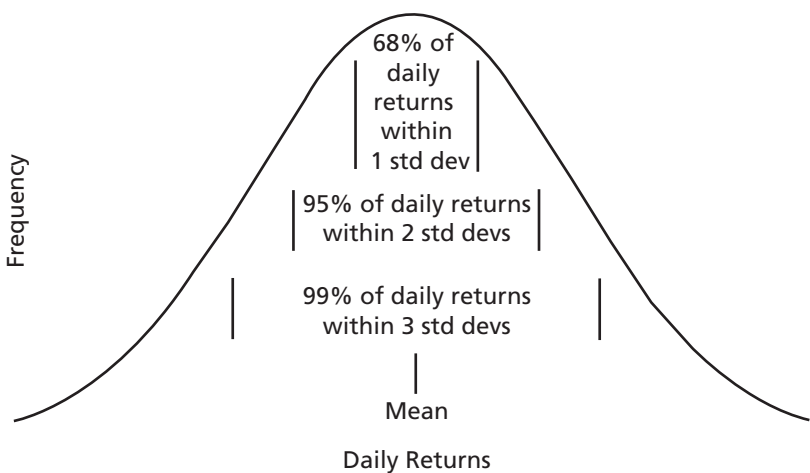 68% of
daily
returns
within
1 std dev
95% of daily returns
within 2 std devs
99% of daily returns
within 3 std devs
Frequency
Mean
Daily Returns